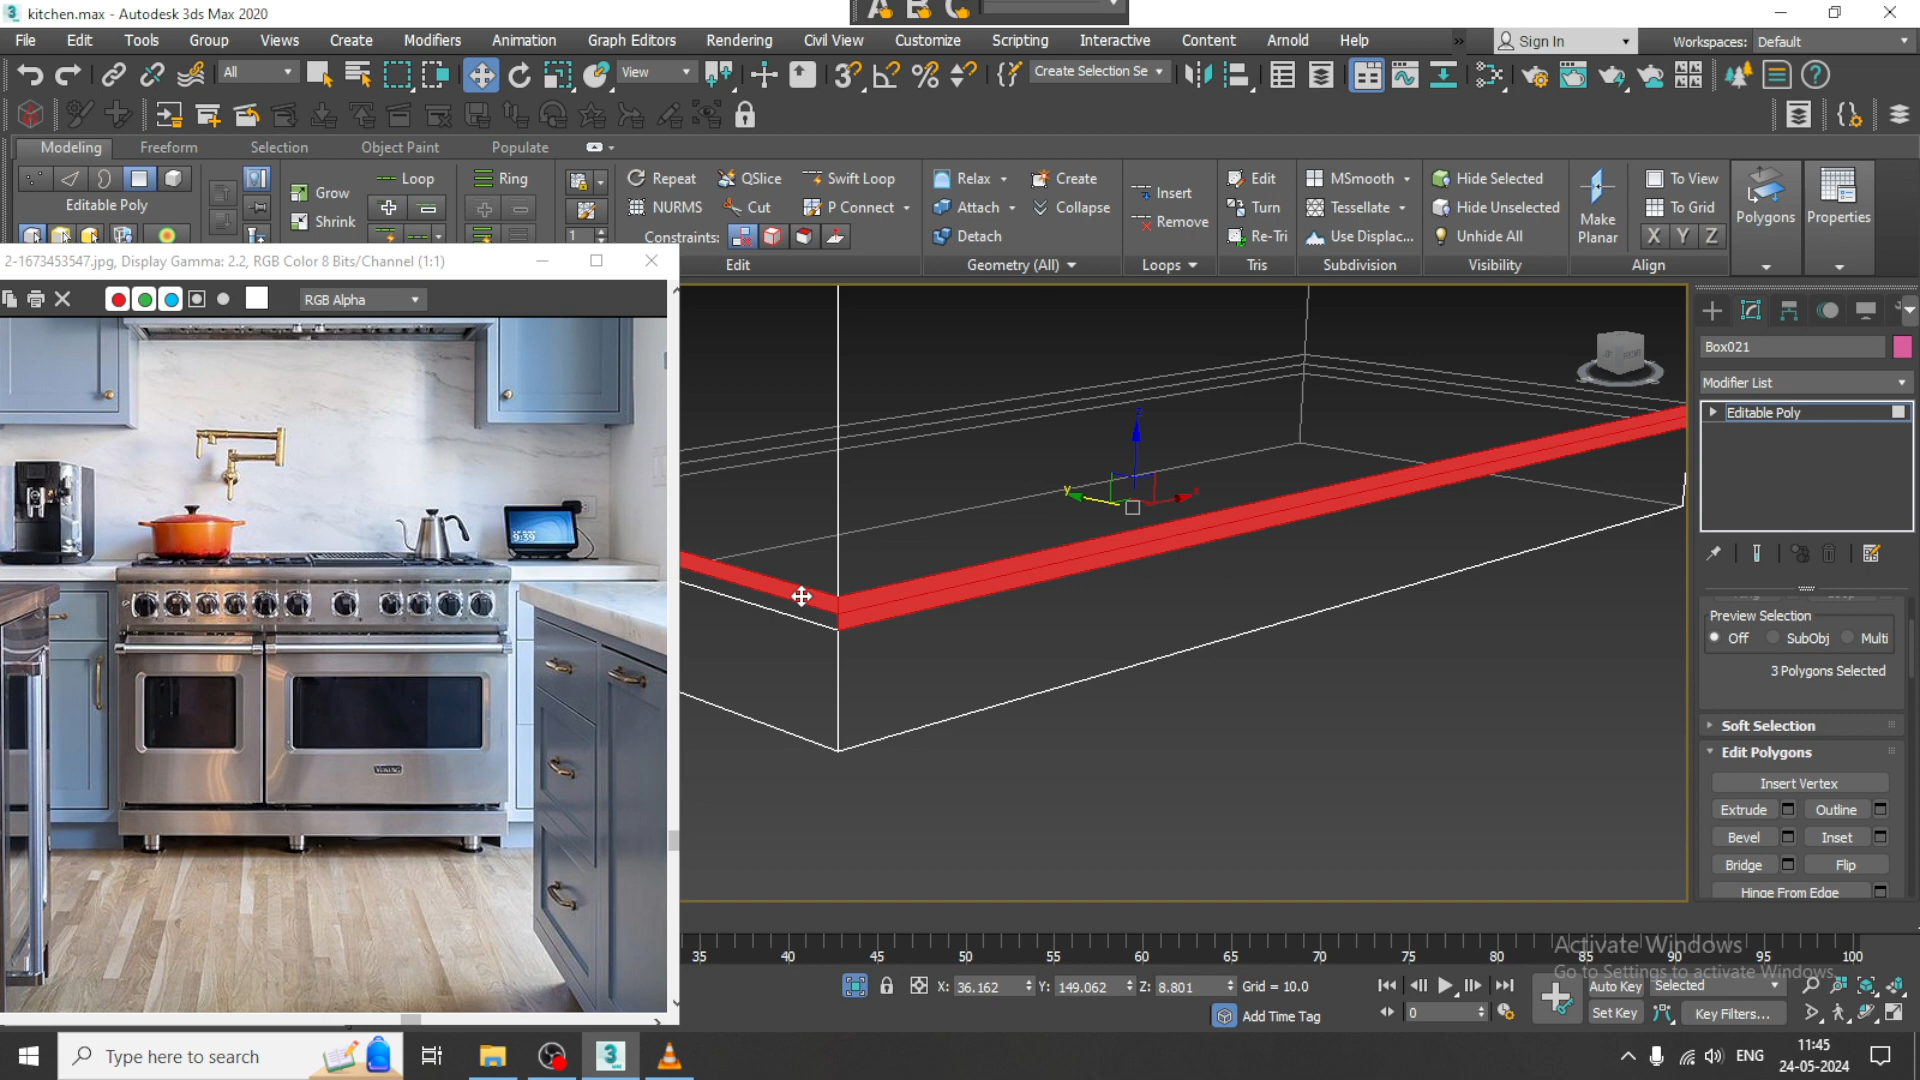 kitchen.max - Autodesk 3ds Max 2020
File Edit Tools Group Views Create Modifiers Animation Graph Editors Rendering Civil View Customize Scripting Interactive Content Arnold Help » Sign In Workspaces: Default
All View Create Selection Se
Modeling Freeform Selection Object Paint Populate
Loop Ring Repeat QSlice Swift Loop Relax Create Edit MSmooth Hide Selected To View
Grow Insert
Editable Poly NURMS Cut P Connect Attach Collapse Turn Tessellate Hide Unselected Make Planar To Grid Polygons Properties
Shrink Remove
Constraints: Detach Re-Tri Use Displac... Unhide All X Y Z
1
Edit Geometry (All) Loops Tris Subdivision Visibility Align
2-1673453547.jpg, Display Gamma: 2.2, RGB Color 8 Bits/Channel (1:1)
RGB Alpha
9:39
VIKING
z
y
x
Box021
Modifier List
Editable Poly
Preview Selection
Off SubObj Multi
3 Polygons Selected
Soft Selection
Edit Polygons
Insert Vertex
Extrude Outline
Bevel Inset
Bridge Flip
Hinge From Edge
35 40 45 50 55 60 65 70 75 80 85 90 95 100
Activate Windows
Go to Settings to activate Windows.
X: 36.162 Y: 149.062 Z: 8.801 Grid = 10.0 Auto Key Selected
Add Time Tag 0 Set Key Key Filters...
Type here to search
ENG
11:45
24-05-2024